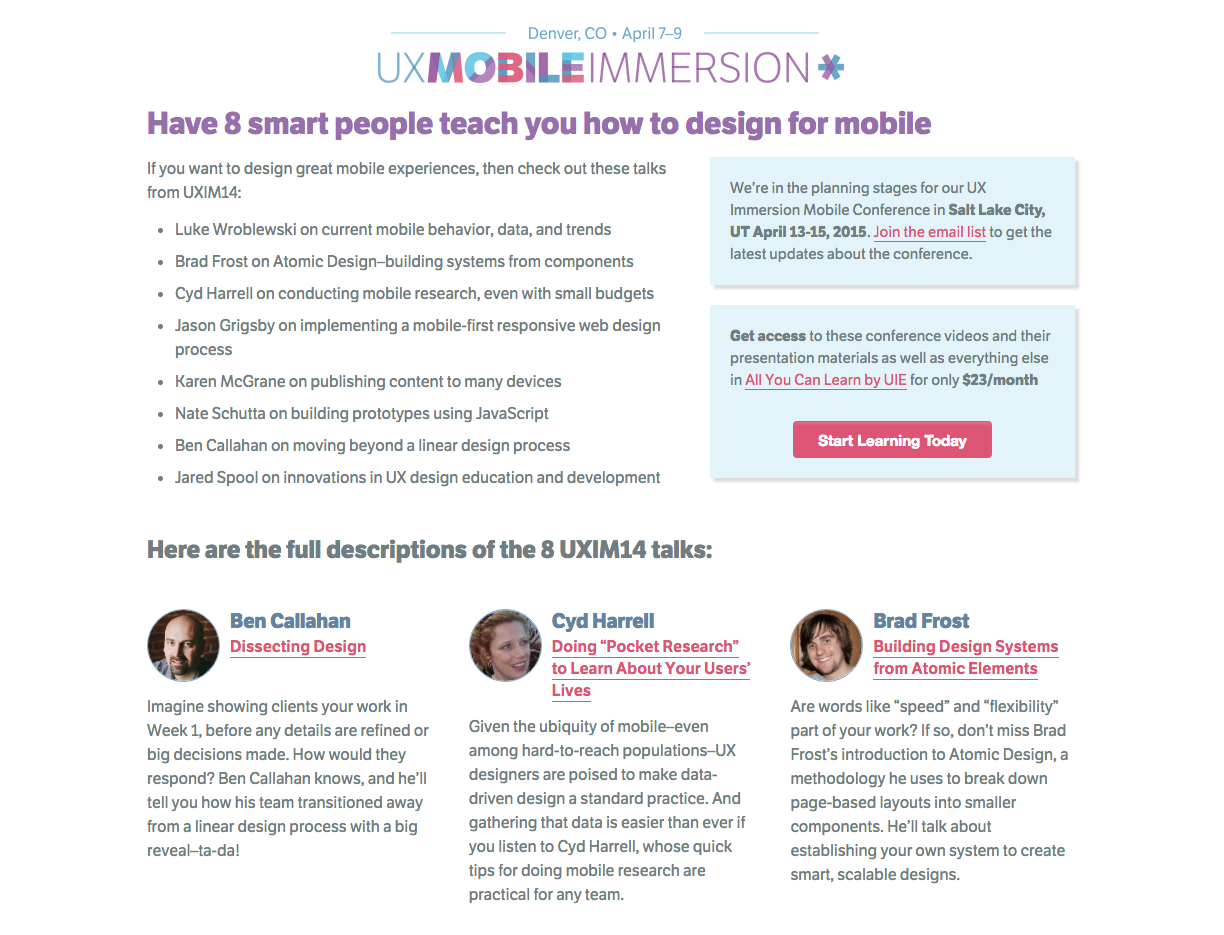 Denver, CO • April 7–9
UXMOBILEIMMERSION*
Have 8 smart people teach you how to design for mobile
If you want to design great mobile experiences, then check out these talks
from UXIM14:
• Luke Wroblewski on current mobile behavior, data, and trends
• Brad Frost on Atomic Design–building systems from components
• Cyd Harrell on conducting mobile research, even with small budgets
• Jason Grigsby on implementing a mobile-first responsive web design
process
• Karen McGrane on publishing content to many devices
• Nate Schutta on building prototypes using JavaScript
• Ben Callahan on moving beyond a linear design process
• Jared Spool on innovations in UX design education and development
We’re in the planning stages for our UX
Immersion Mobile Conference in Salt Lake City,
UT April 13-15, 2015. Join the email list to get the
latest updates about the conference.
Get access to these conference videos and their
presentation materials as well as everything else
in All You Can Learn by UIE for only $23/month
Start Learning Today
Here are the full descriptions of the 8 UXIM14 talks:
Ben Callahan
Dissecting Design
Imagine showing clients your work in
Week 1, before any details are refined or
big decisions made. How would they
respond? Ben Callahan knows, and he’ll
tell you how his team transitioned away
from a linear design process with a big
reveal–ta-da!
Cyd Harrell
Doing “Pocket Research”
to Learn About Your Users’
Lives
Given the ubiquity of mobile–even
among hard-to-reach populations–UX
designers are poised to make data-
driven design a standard practice. And
gathering that data is easier than ever if
you listen to Cyd Harrell, whose quick
tips for doing mobile research are
practical for any team.
Brad Frost
Building Design Systems
from Atomic Elements
Are words like “speed” and “flexibility”
part of your work? If so, don’t miss Brad
Frost’s introduction to Atomic Design, a
methodology he uses to break down
page-based layouts into smaller
components. He’ll talk about
establishing your own system to create
smart, scalable designs.